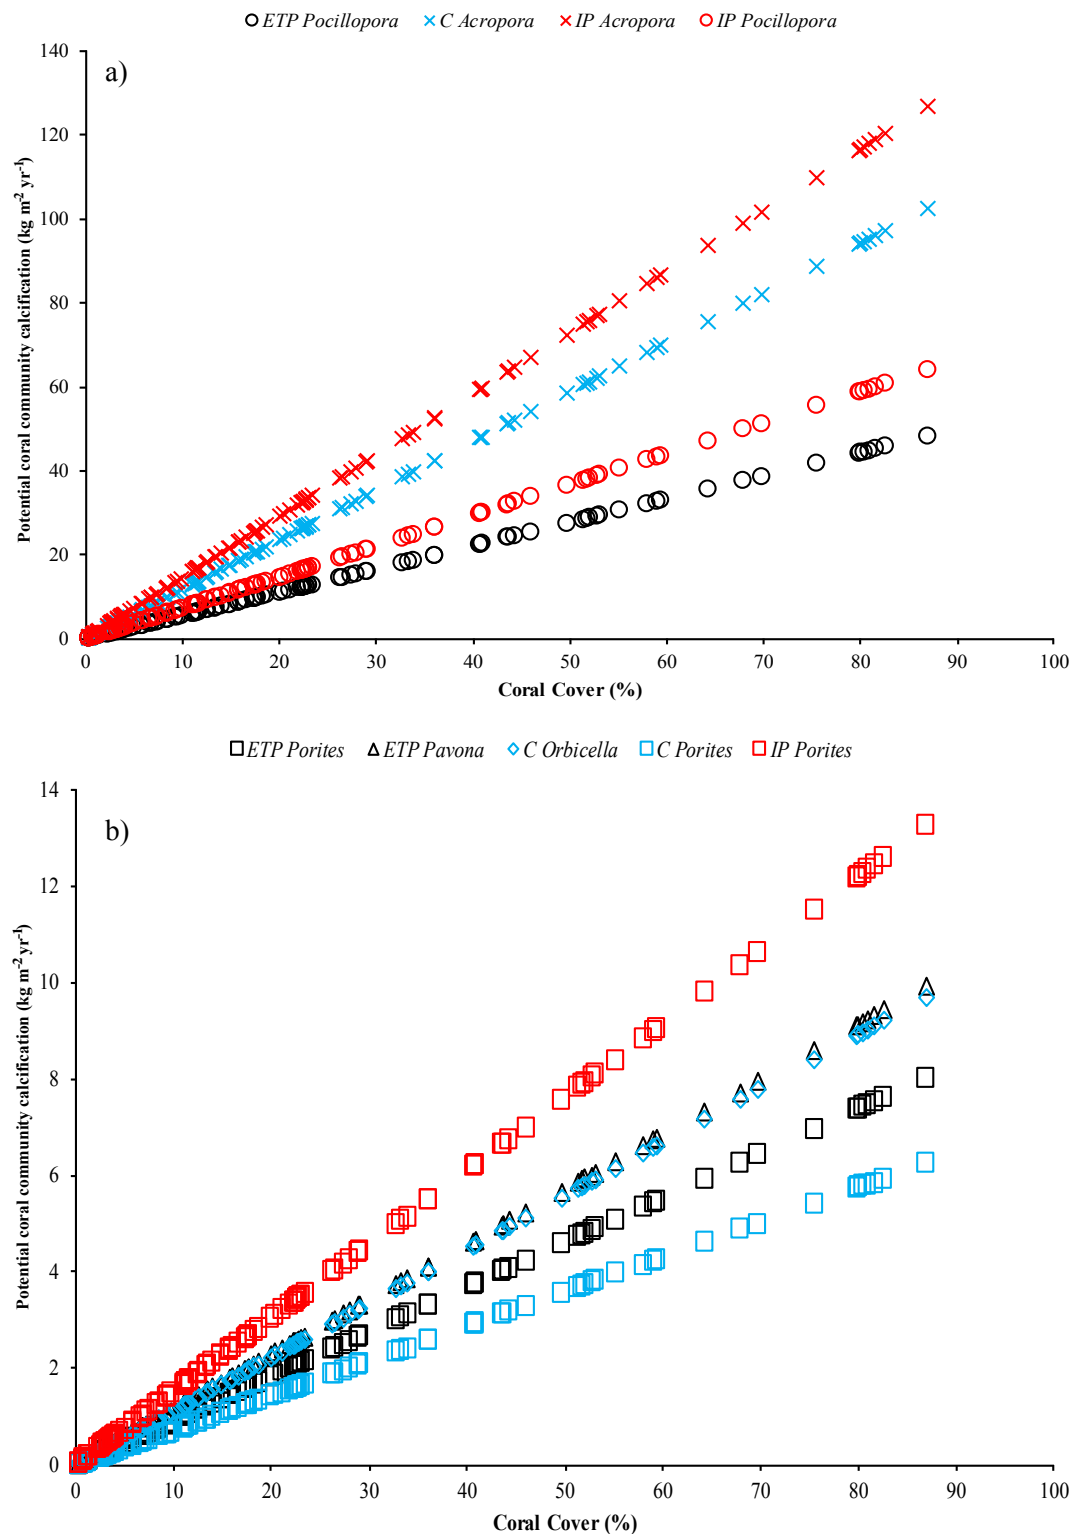 ETP Pocillopora C Acropora IP Acropora IP Pocillopora
a)
Potential coral community calcification (kg m⁻² yr⁻¹)
140
120
100
80
60
40
20
0
0 10 20 30 40 50 60 70 80 90 100
Coral Cover (%)
ETP Porites ETP Pavona C Orbicella C Porites IP Porites
b)
Potential coral community calcification (kg m⁻² yr⁻¹)
14
12
10
8
6
4
2
0
0 10 20 30 40 50 60 70 80 90 100
Coral Cover (%)